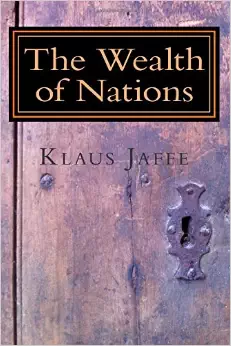 The Wealth
of Nations
KLAUS JAFFE